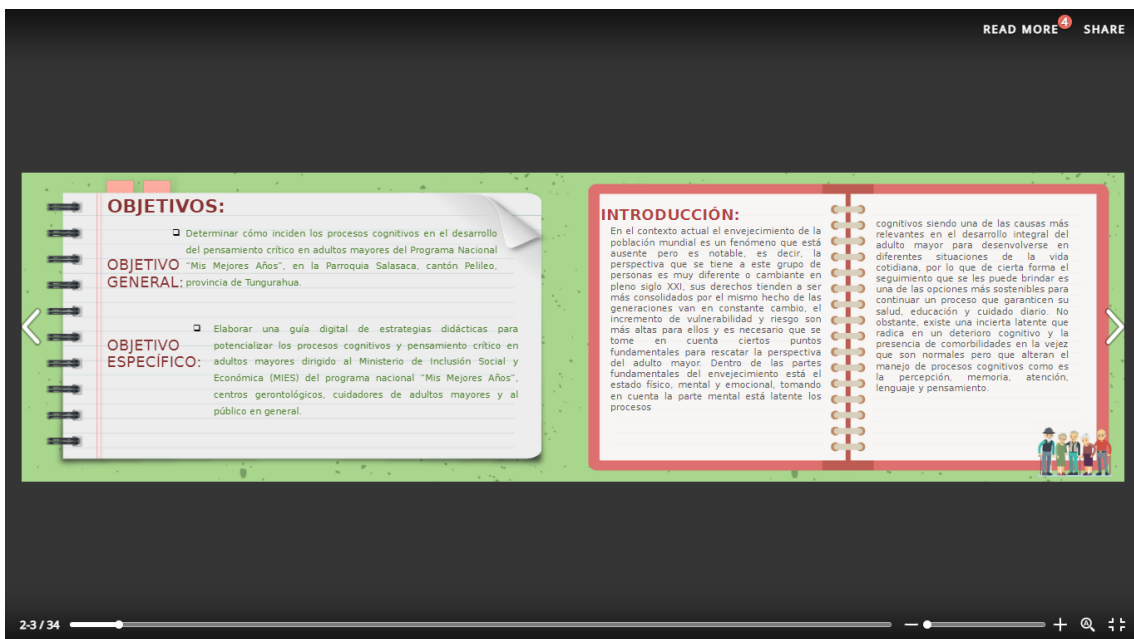 READ MORE 4 SHARE
OBJETIVOS:
OBJETIVO
GENERAL:
Determinar cómo inciden los procesos cognitivos en el desarrollo
del pensamiento crítico en adultos mayores del Programa Nacional
“Mis Mejores Años”, en la Parroquia Salasaca, cantón Pelileo,
provincia de Tungurahua.
OBJETIVO
ESPECÍFICO:
Elaborar una guía digital de estrategias didácticas para
potencializar los procesos cognitivos y pensamiento crítico en
adultos mayores dirigido al Ministerio de Inclusión Social y
Económica (MIES) del programa nacional “Mis Mejores Años”,
centros gerontológicos, cuidadores de adultos mayores y al
público en general.
INTRODUCCIÓN:
En el contexto actual el envejecimiento de la
población mundial es un fenómeno que está
ausente pero es notable, es decir, la
perspectiva que se tiene a este grupo de
personas es muy diferente o cambiante en
pleno siglo XXI, sus derechos tienden a ser
más consolidados por el mismo hecho de las
generaciones van en constante cambio, el
incremento de vulnerabilidad y riesgo son
más altas para ellos y es necesario que se
tome en cuenta ciertos puntos
fundamentales para rescatar la perspectiva
del adulto mayor. Dentro de las partes
fundamentales del envejecimiento está el
estado físico, mental y emocional, tomando
en cuenta la parte mental está latente los
procesos
cognitivos siendo una de las causas más
relevantes en el desarrollo integral del
adulto mayor para desenvolverse en
diferentes situaciones de la vida
cotidiana, por lo que de cierta forma el
seguimiento que se les puede brindar es
una de las opciones más sostenibles para
continuar un proceso que garanticen su
salud, educación y cuidado diario. No
obstante, existe una incierta latente que
radica en un deterioro cognitivo y la
presencia de comorbilidades en la vejez
que son normales pero que alteran el
manejo de procesos cognitivos como es
la percepción, memoria, atención,
lenguaje y pensamiento.
2-3 / 34